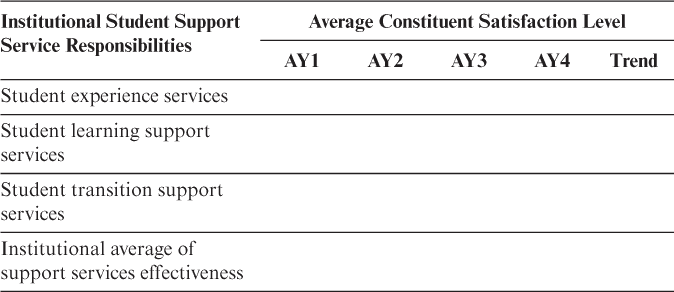 Institutional Student Support
Service Responsibilities
Average Constituent Satisfaction Level
AY1 AY2 AY3 AY4 Trend
Student experience services
Student learning support
services
Student transition support
services
Institutional average of
support services effectiveness